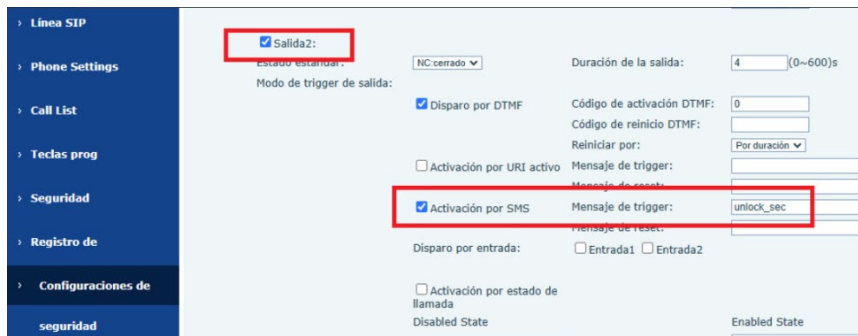 Línea SIP
Phone Settings
Call List
Teclas prog
Seguridad
Registro de
Configuraciones de
seguridad
Salida2:
Estado estándar: NC:cerrado Duración de la salida: 4 (0~600)s
Modo de trigger de salida:
Disparo por DTMF Código de activación DTMF: 0
Código de reinicio DTMF:
Reiniciar por: Por duración
Activación por URI activo Mensaje de trigger:
Mensaje de reset:
Activación por SMS Mensaje de trigger: unlock_sec
Mensaje de reset:
Disparo por entrada: Entrada1 Entrada2
Activación por estado de
llamada
Disabled State Enabled State